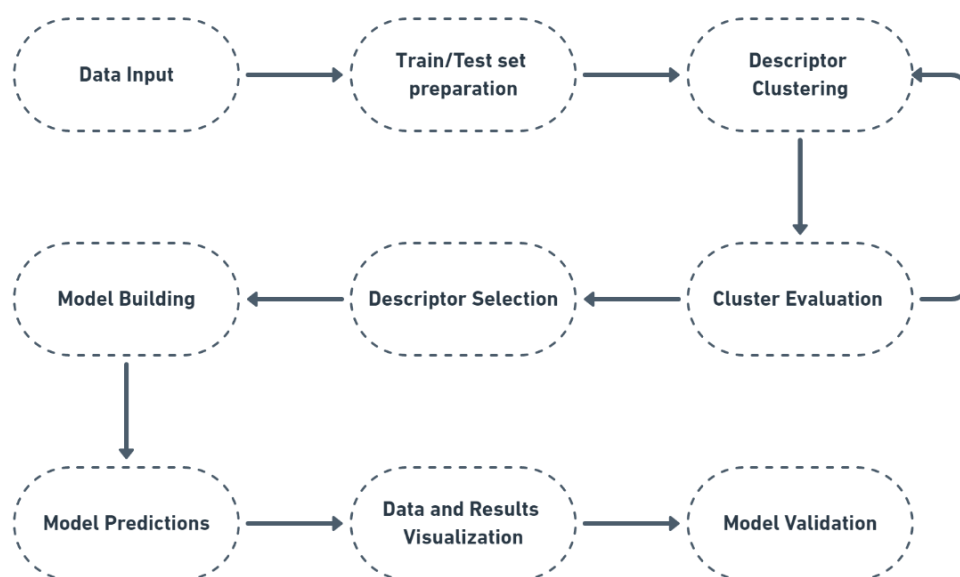 Data Input
Train/Test set
preparation
Descriptor
Clustering
Model Building
Descriptor Selection
Cluster Evaluation
Model Predictions
Data and Results
Visualization
Model Validation